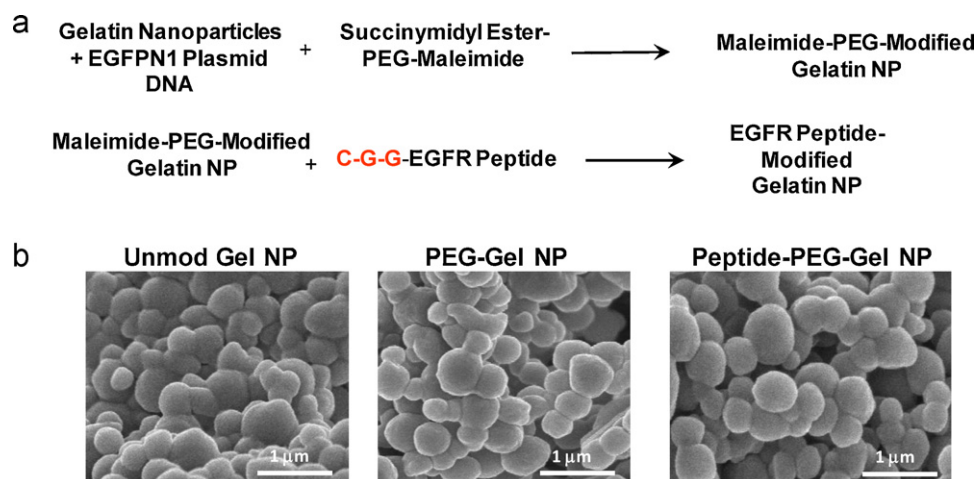 a
Gelatin Nanoparticles
+ EGFPN1 Plasmid
DNA
+
Succinymidyl Ester-
PEG-Maleimide
Maleimide-PEG-Modified
Gelatin NP
Maleimide-PEG-Modified
Gelatin NP
+
C-G-G-EGFR Peptide
EGFR Peptide-
Modified
Gelatin NP
b
Unmod Gel NP
PEG-Gel NP
Peptide-PEG-Gel NP
1 μm
1 μm
1 μm